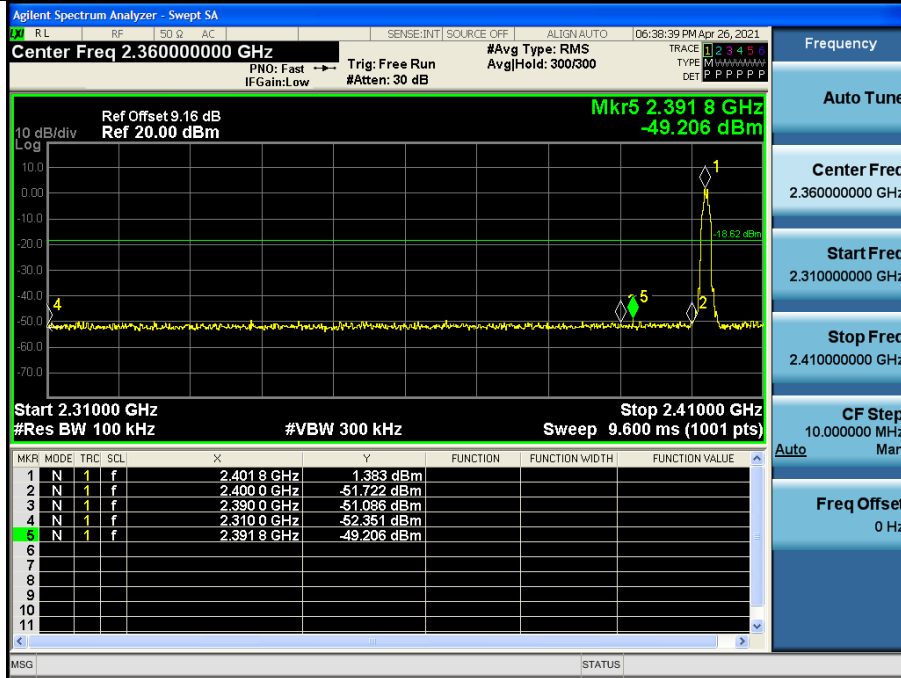 Agilent Spectrum Analyzer - Swept SA
LXI RL RF 50 Ω AC SENSE:INT SOURCE OFF ALIGN AUTO 06:38:39 PM Apr 26, 2021
Center Freq 2.360000000 GHz
PNO: Fast
IFGain:Low
Trig: Free Run
#Atten: 30 dB
#Avg Type: RMS
Avg|Hold: 300/300
TRACE 1 2 3 4 5 6
TYPE M WWWWW
DET P P P P P P
Mkr5 2.391 8 GHz
-49.206 dBm
Ref Offset 9.16 dB
10 dB/div Ref 20.00 dBm
Log
10.0
0.00
-10.0
-20.0
-30.0
-40.0
-50.0
-60.0
-70.0
1
-18.62 dBm
4
5
2
Start 2.31000 GHz Stop 2.41000 GHz
#Res BW 100 kHz #VBW 300 kHz Sweep 9.600 ms (1001 pts)
MKR MODE TRC SCL X Y FUNCTION FUNCTION WIDTH FUNCTION VALUE
1 N 1 f 2.401 8 GHz 1.383 dBm
2 N 1 f 2.400 0 GHz -51.722 dBm
3 N 1 f 2.390 0 GHz -51.086 dBm
4 N 1 f 2.310 0 GHz -52.351 dBm
5 N 1 f 2.391 8 GHz -49.206 dBm
6
7
8
9
10
11
MSG STATUS
Frequency
Auto Tune
Center Freq
2.360000000 GHz
Start Freq
2.310000000 GHz
Stop Freq
2.410000000 GHz
CF Step
10.000000 MHz
Auto Man
Freq Offset
0 Hz